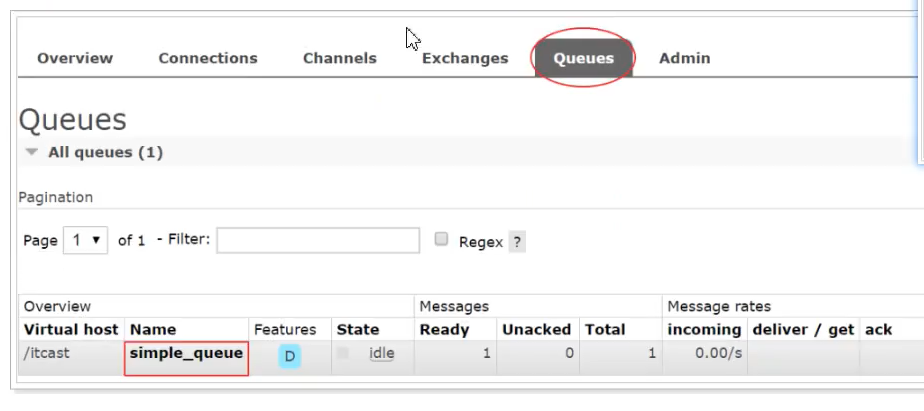 Overview Connections Channels Exchanges Queues Admin
Queues
All queues (1)
Pagination
Page 1 of 1 - Filter: Regex ?
Overview Messages Message rates
Virtual host Name Features State Ready Unacked Total incoming deliver / get ack
/itcast simple_queue D idle 1 0 1 0.00/s